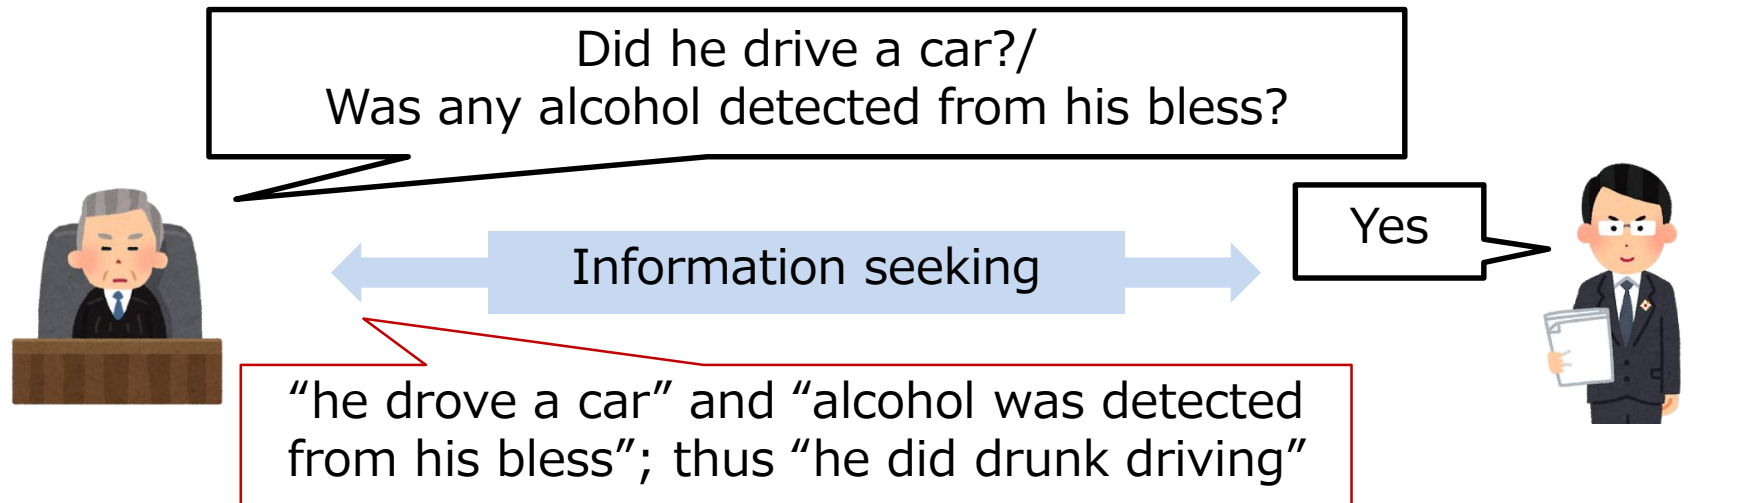 Did he drive a car?/
Was any alcohol detected from his bless?
Yes
Information seeking
“he drove a car” and “alcohol was detected
from his bless”; thus “he did drunk driving”